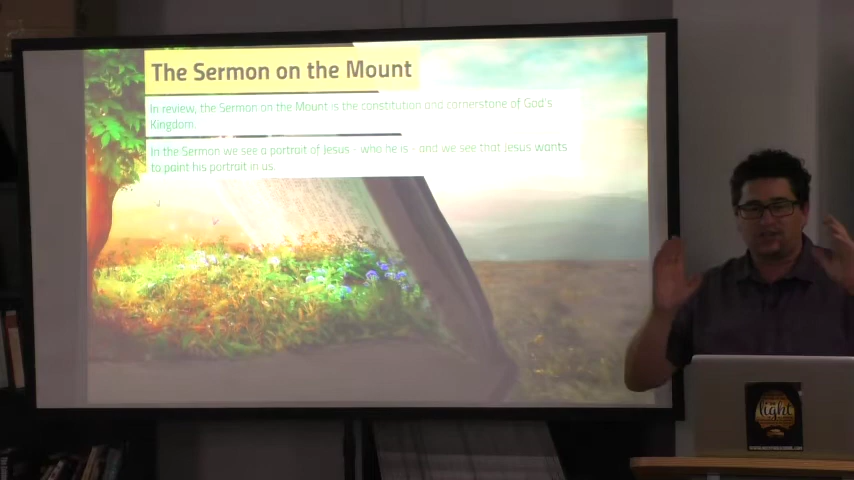 The Sermon on the Mount
In review, the Sermon on the Mount is the constitution and cornerstone of God's
Kingdom.
In the Sermon we see a portrait of Jesus - who he is - and we see that Jesus wants
to paint his portrait in us
light